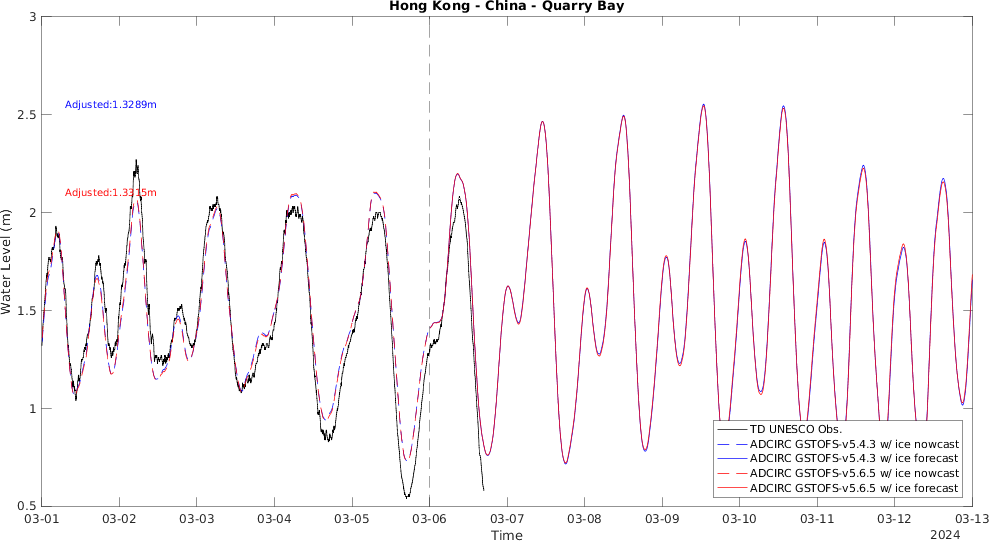 Hong Kong - China - Quarry Bay
Water Level (m)
3
2.5
2
1.5
1
0.5
Adjusted:1.3289m
Adjusted:1.3315m
TD UNESCO Obs.
ADCIRC GSTOFS-v5.4.3 w/ ice nowcast
ADCIRC GSTOFS-v5.4.3 w/ ice forecast
ADCIRC GSTOFS-v5.6.5 w/ ice nowcast
ADCIRC GSTOFS-v5.6.5 w/ ice forecast
03-01 03-02 03-03 03-04 03-05 03-06 03-07 03-08 03-09 03-10 03-11 03-12 03-13
Time
2024